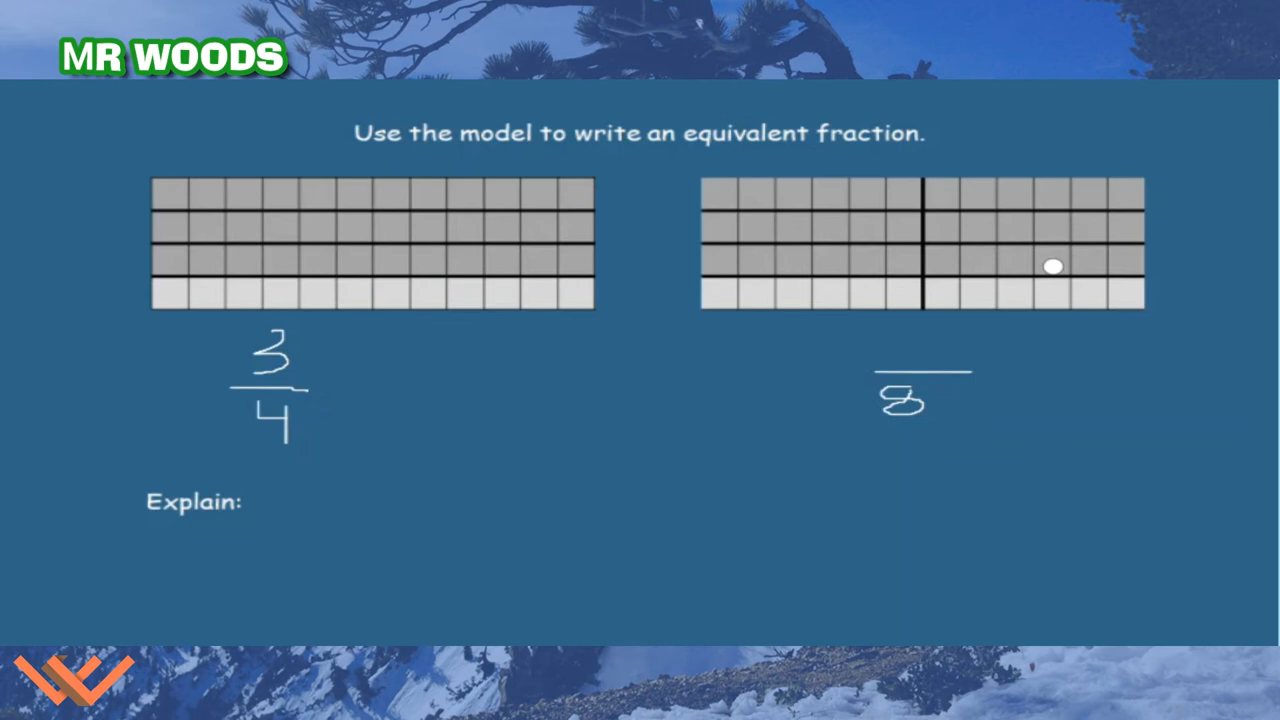 MR WOODS
Use the model to write an equivalent fraction.
3
4
8
Explain: